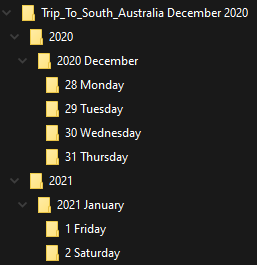 Trip_To_South_Australia December 2020
2020
2020 December
28 Monday
29 Tuesday
30 Wednesday
31 Thursday
2021
2021 January
1 Friday
2 Saturday